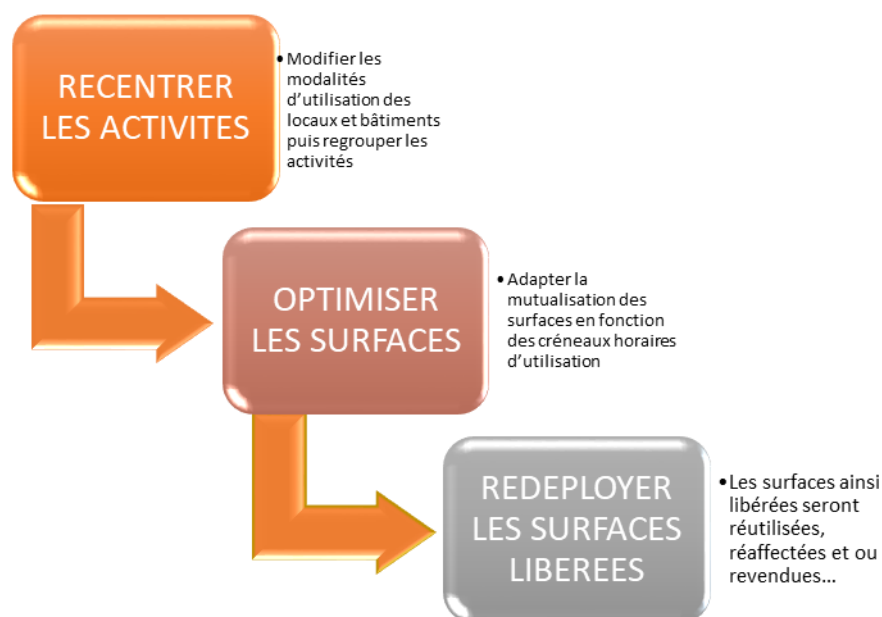 RECENTRER
LES ACTIVITES
•Modifier les
modalités
d’utilisation des
locaux et bâtiments
puis regrouper les
activités
OPTIMISER
LES SURFACES
•Adapter la
mutualisation des
surfaces en fonction
des créneaux horaires
d’utilisation
REDEPLOYER
LES SURFACES
LIBEREES
•Les surfaces ainsi
libérées seront
réutilisées,
réaffectées et ou
revendues…